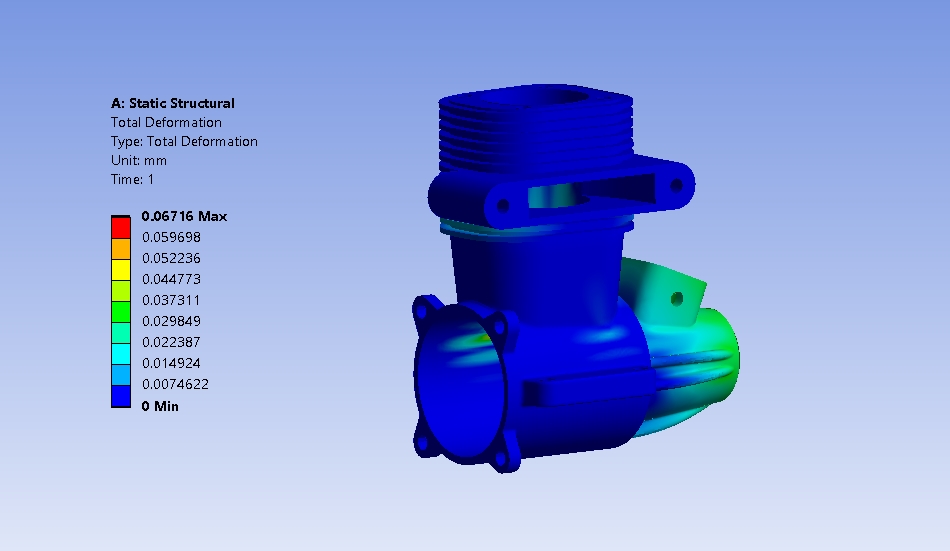 A: Static Structural
Total Deformation
Type: Total Deformation
Unit: mm
Time: 1
0.06716 Max
0.059698
0.052236
0.044773
0.037311
0.029849
0.022387
0.014924
0.0074622
0 Min